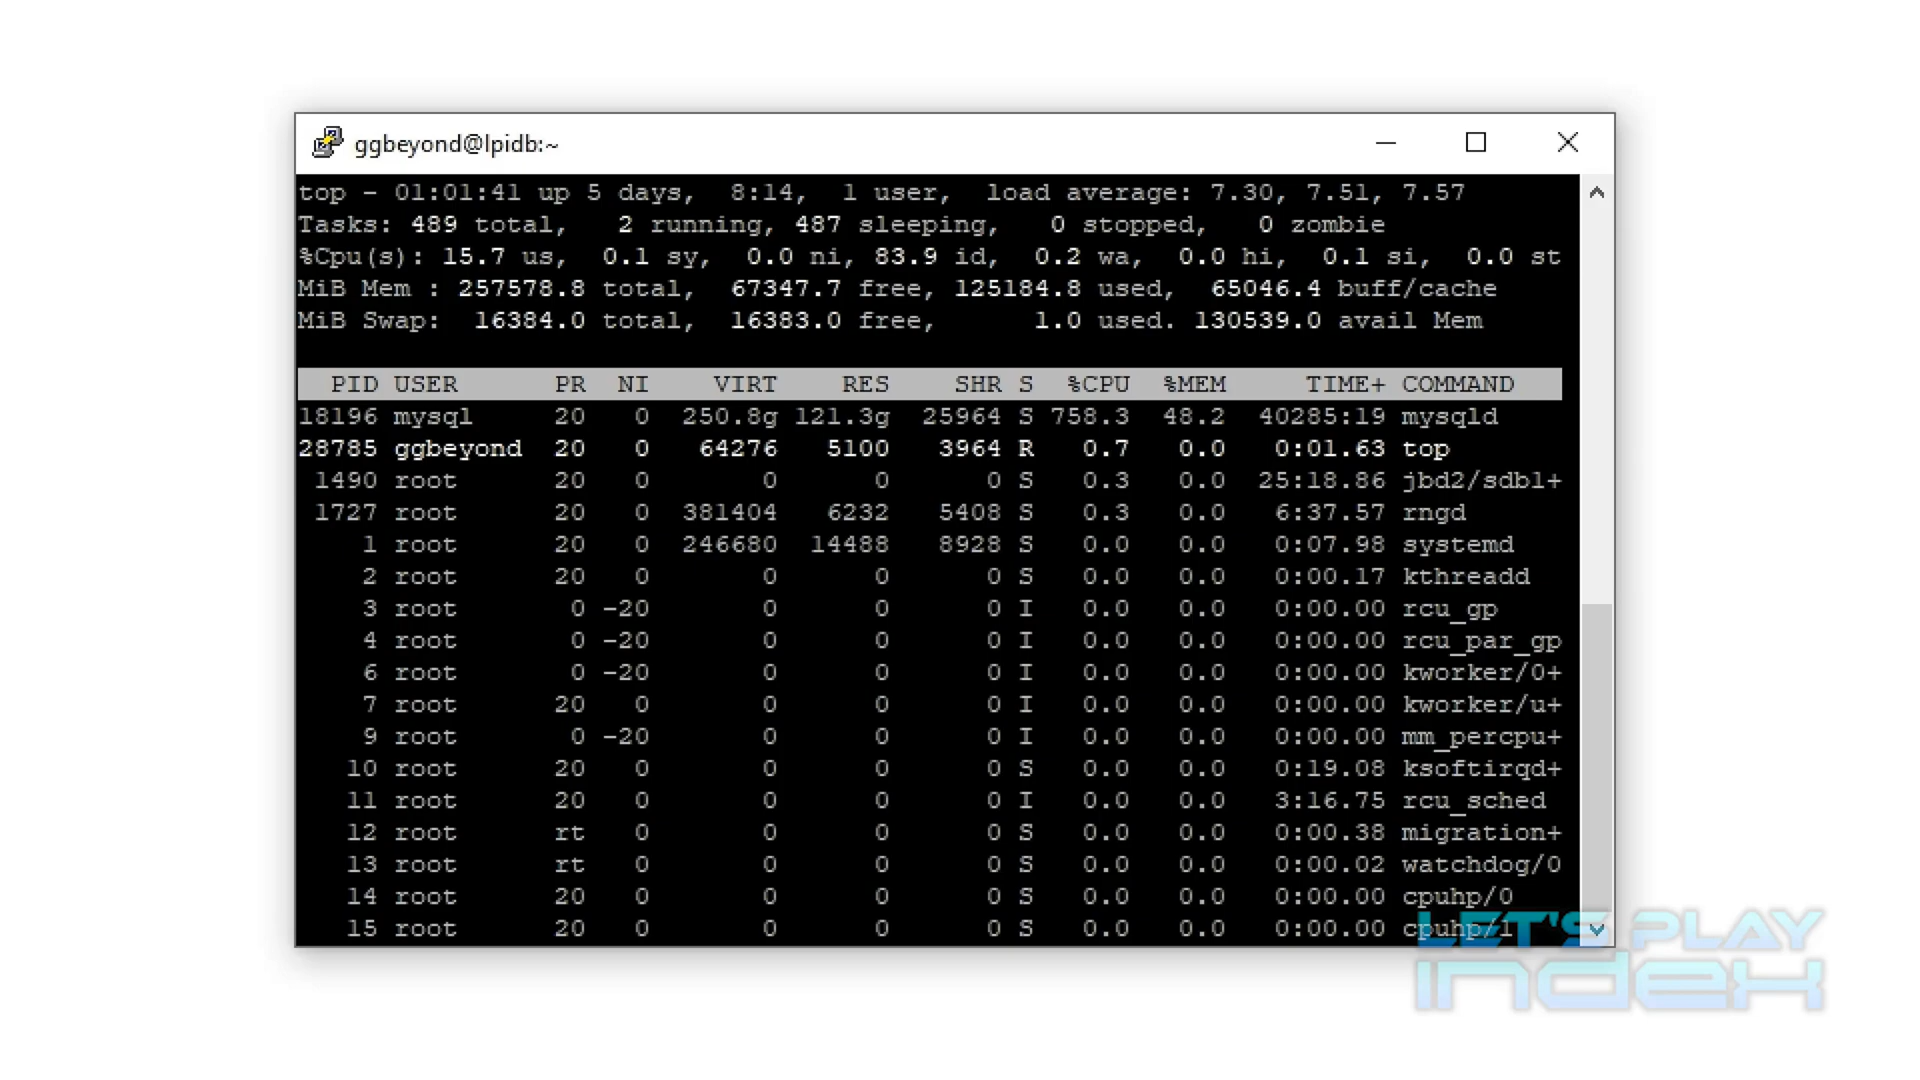 ggbeyond@lpidb:~
top - 01:01:41 up 5 days,  8:14,  1 user,  load average: 7.30, 7.51, 7.57
Tasks: 489 total,   2 running, 487 sleeping,   0 stopped,   0 zombie
%Cpu(s): 15.7 us,  0.1 sy,  0.0 ni, 83.9 id,  0.2 wa,  0.0 hi,  0.1 si,  0.0 st
MiB Mem : 257578.8 total,  67347.7 free, 125184.8 used,  65046.4 buff/cache
MiB Swap:  16384.0 total,  16383.0 free,      1.0 used. 130539.0 avail Mem
PID USER PR NI VIRT RES SHR S %CPU %MEM TIME+ COMMAND
18196 mysql 20 0 250.8g 121.3g 25964 S 758.3 48.2 40285:19 mysqld
28785 ggbeyond 20 0 64276 5100 3964 R 0.7 0.0 0:01.63 top
1490 root 20 0 0 0 0 S 0.3 0.0 25:18.86 jbd2/sdb1+
1727 root 20 0 381404 6232 5408 S 0.3 0.0 6:37.57 rngd
1 root 20 0 246680 14488 8928 S 0.0 0.0 0:07.98 systemd
2 root 20 0 0 0 0 S 0.0 0.0 0:00.17 kthreadd
3 root 0 -20 0 0 0 I 0.0 0.0 0:00.00 rcu_gp
4 root 0 -20 0 0 0 I 0.0 0.0 0:00.00 rcu_par_gp
6 root 0 -20 0 0 0 I 0.0 0.0 0:00.00 kworker/0+
7 root 20 0 0 0 0 I 0.0 0.0 0:00.00 kworker/u+
9 root 0 -20 0 0 0 I 0.0 0.0 0:00.00 mm_percpu+
10 root 20 0 0 0 0 S 0.0 0.0 0:19.08 ksoftirqd+
11 root 20 0 0 0 0 I 0.0 0.0 3:16.75 rcu_sched
12 root rt 0 0 0 0 S 0.0 0.0 0:00.38 migration+
13 root rt 0 0 0 0 S 0.0 0.0 0:00.02 watchdog/0
14 root 20 0 0 0 0 S 0.0 0.0 0:00.00 cpuhp/0
15 root 20 0 0 0 0 S 0.0 0.0 0:00.00 cpuhp/1
LET'S PLAY
INDEX